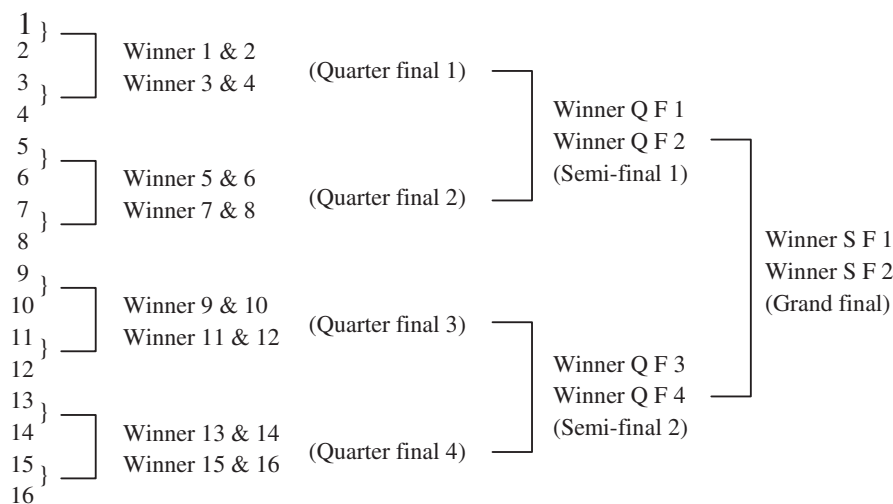 1 }
2
3 }
4
Winner 1 & 2
Winner 3 & 4
(Quarter final 1)
5 }
6
7 }
8
Winner 5 & 6
Winner 7 & 8
(Quarter final 2)
Winner Q F 1
Winner Q F 2
(Semi-final 1)
9 }
10
11 }
12
Winner 9 & 10
Winner 11 & 12
(Quarter final 3)
13 }
14
15 }
16
Winner 13 & 14
Winner 15 & 16
(Quarter final 4)
Winner Q F 3
Winner Q F 4
(Semi-final 2)
Winner S F 1
Winner S F 2
(Grand final)